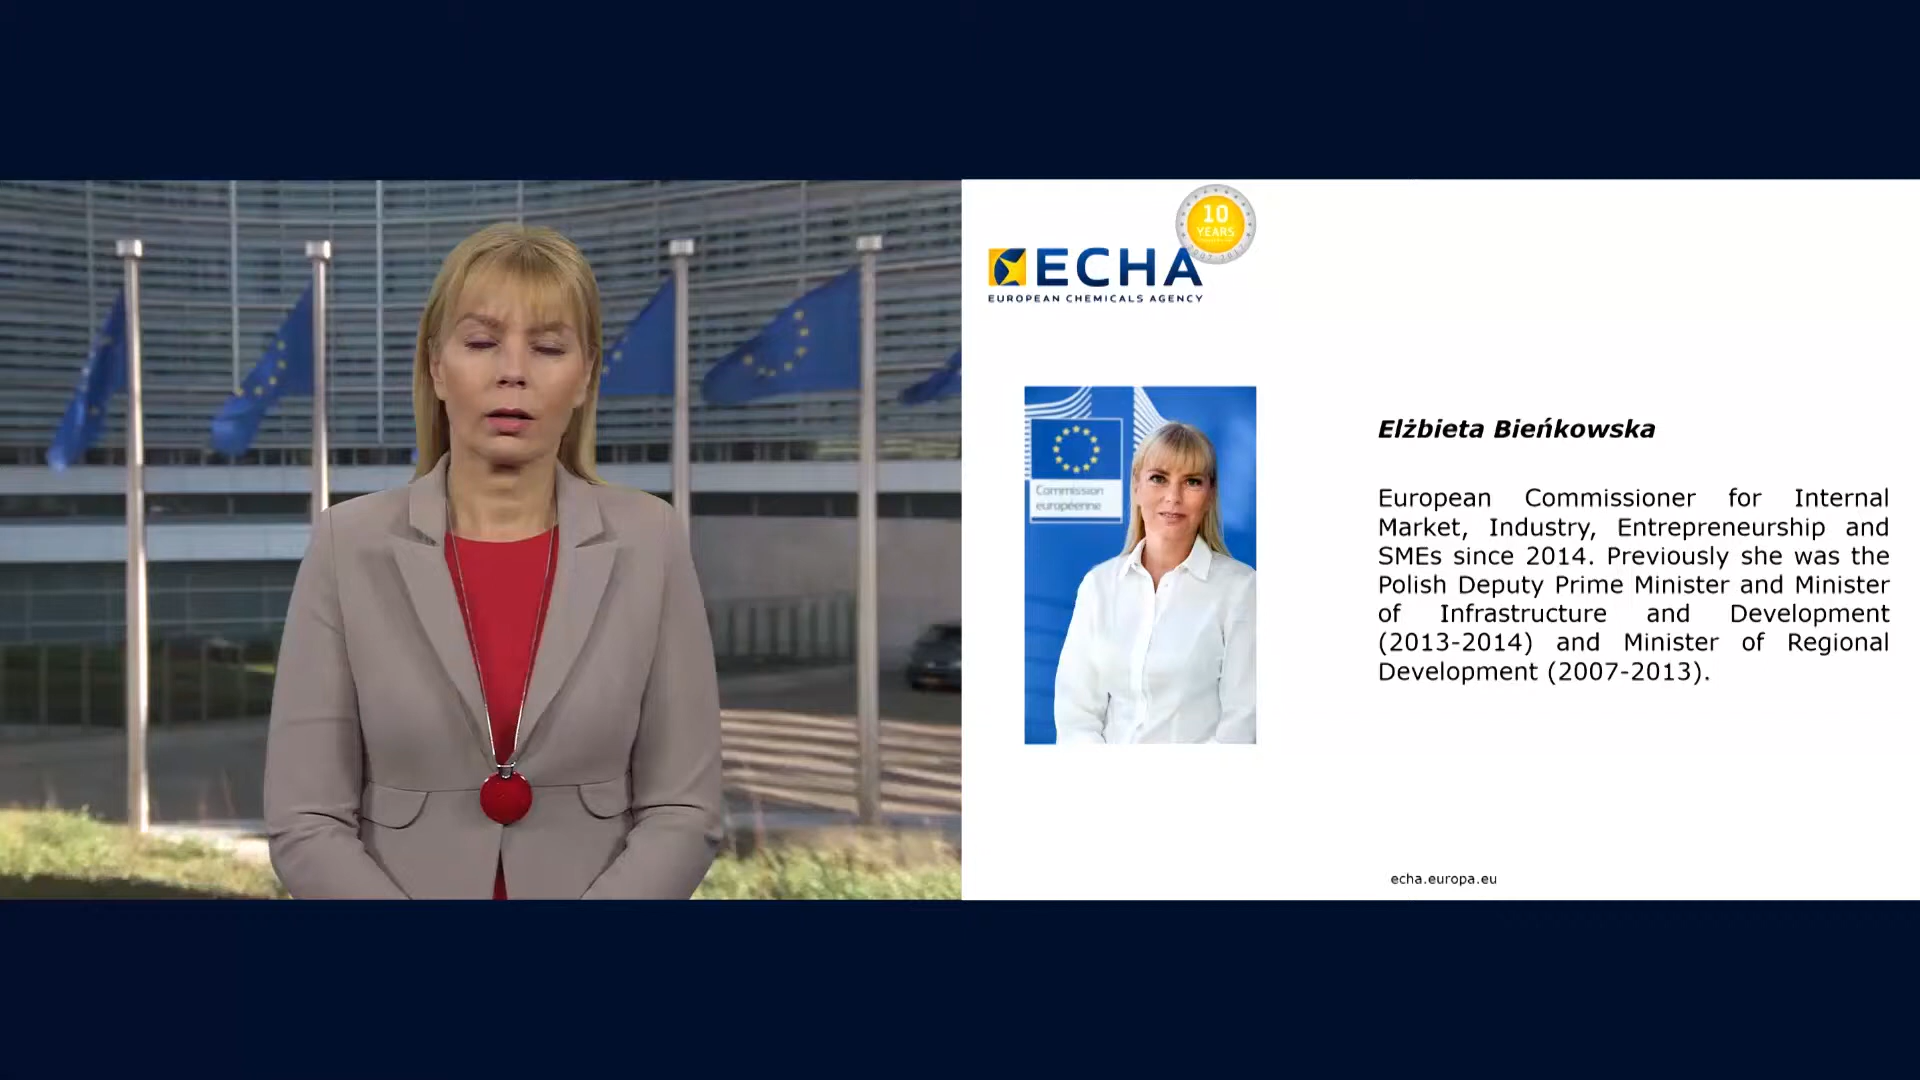 10
YEARS
ECHA
EUROPEAN CHEMICALS AGENCY
Commission
européenne
Elżbieta Bieńkowska
European Commissioner for Internal
Market, Industry, Entrepreneurship and
SMEs since 2014. Previously she was the
Polish Deputy Prime Minister and Minister
of Infrastructure and Development
(2013-2014) and Minister of Regional
Development (2007-2013).
echa.europa.eu